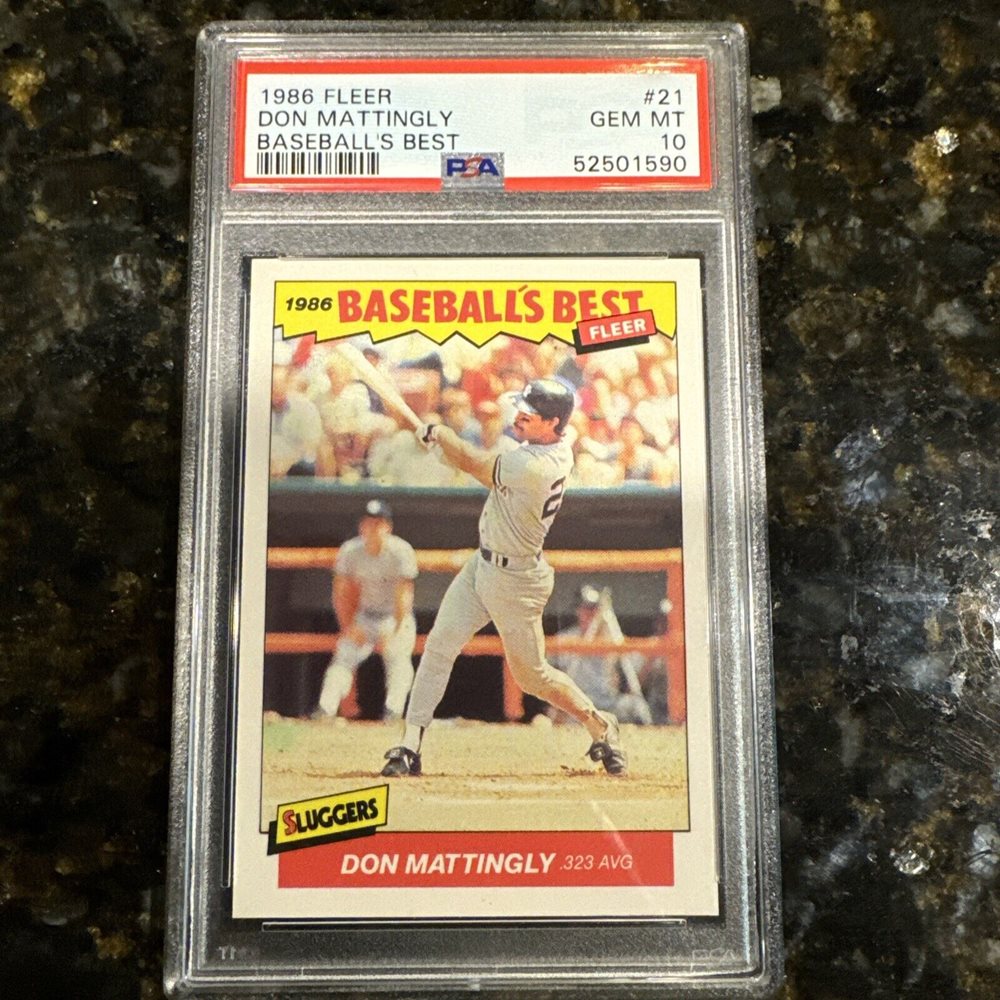 1986 FLEER #21
DON MATTINGLY GEM MT
BASEBALL'S BEST 10
PSA 52501590
1986 BASEBALL'S BEST
FLEER
2
SLUGGERS
DON MATTINGLY .323 AVG